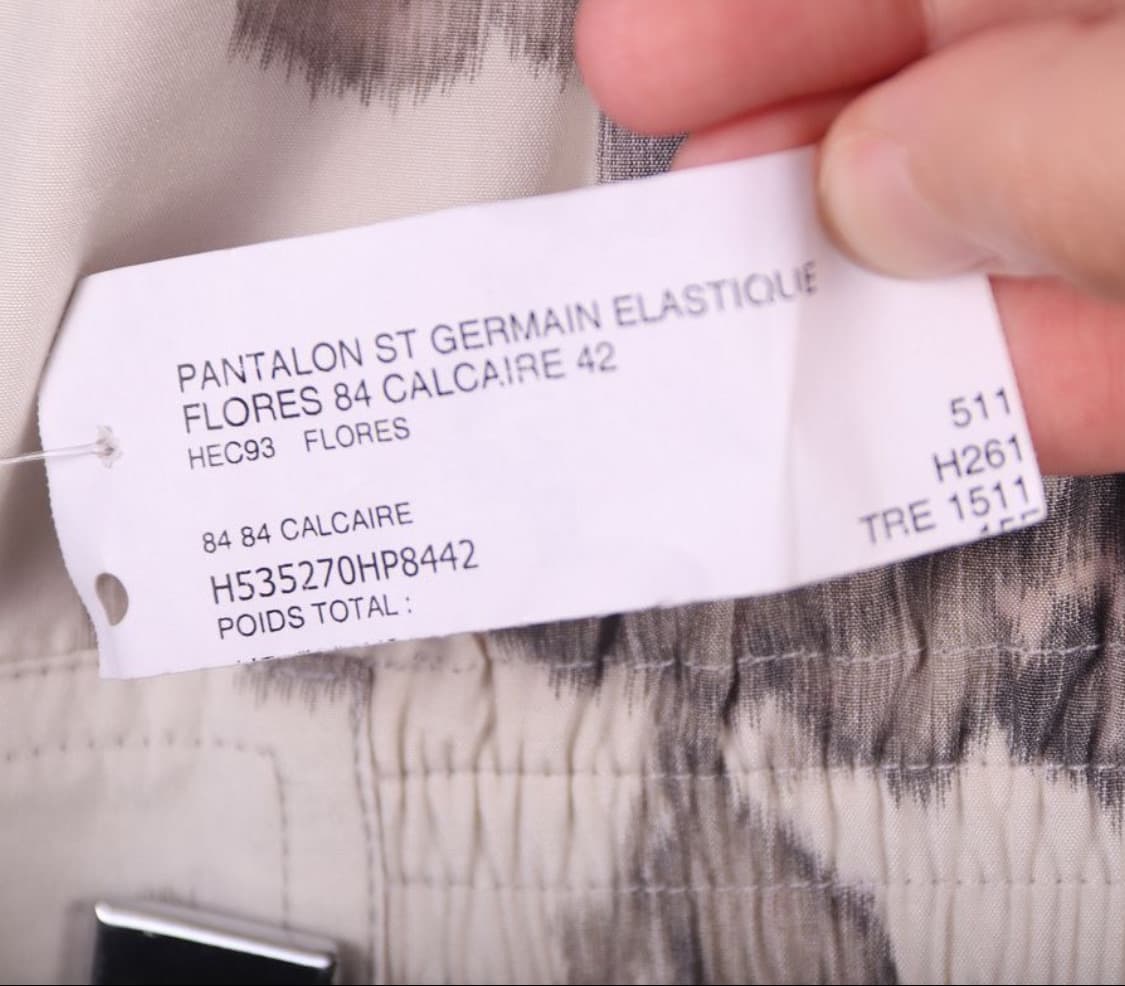 PANTALON ST GERMAIN ELASTIQUE
FLORES 84 CALCAIRE 42
HEC93 FLORES
511
H261
TRE 1511
84 84 CALCAIRE
H535270HP8442
POIDS TOTAL :